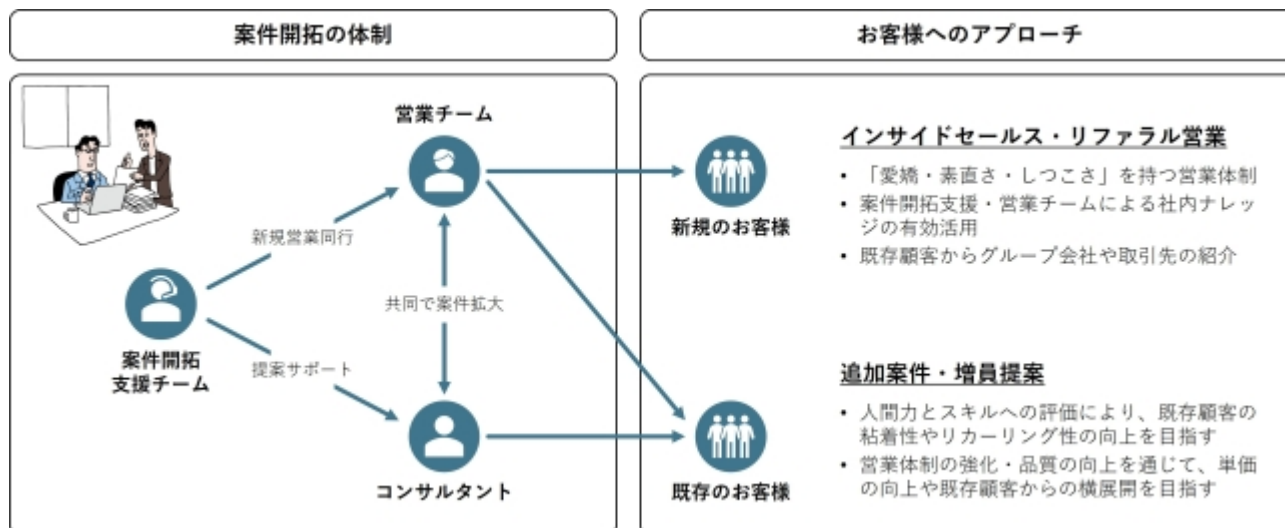 案件開拓の体制
お客様へのアプローチ
営業チーム
新規営業同行
共同で案件拡大
案件開拓
支援チーム
提案サポート
コンサルタント
新規のお客様
インサイドセールス・リファラル営業
• 「愛嬌・素直さ・しつこさ」を持つ営業体制
• 案件開拓支援・営業チームによる社内ナレッ
ジの有効活用
• 既存顧客からグループ会社や取引先の紹介
既存のお客様
追加案件・増員提案
• 人間力とスキルへの評価により、既存顧客の
粘着性やリカーリング性の向上を目指す
• 営業体制の強化・品質の向上を通じて、単価
の向上や既存顧客からの横展開を目指す